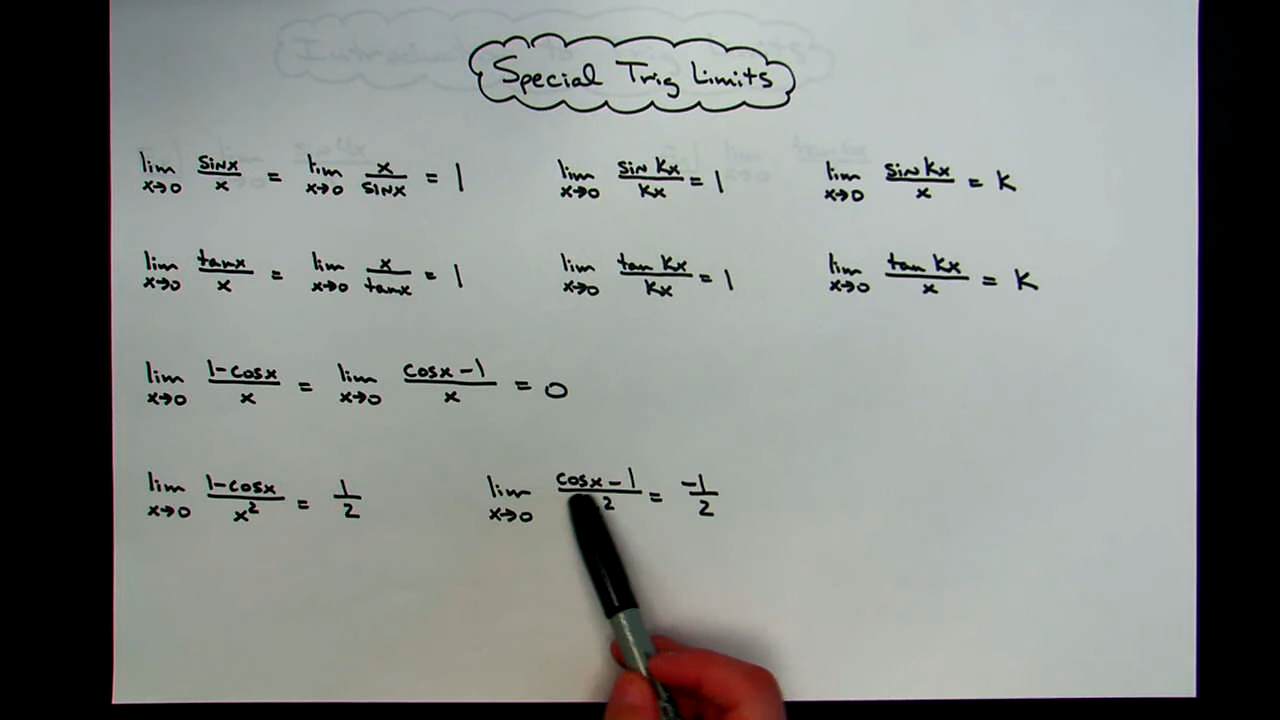 Special Trig Limits
lim x→0 sinx/x = lim x→0 x/sinx = 1 lim x→0 sin kx/kx = 1 lim x→0 sin kx/x = k
lim x→0 tanx/x = lim x→0 x/tanx = 1 lim x→0 tan kx/kx = 1 lim x→0 tan kx/x = k
lim x→0 1-cosx/x = lim x→0 cosx-1/x = 0
lim x→0 1-cosx/x² = 1/2 lim x→0 cosx-1/² = -1/2